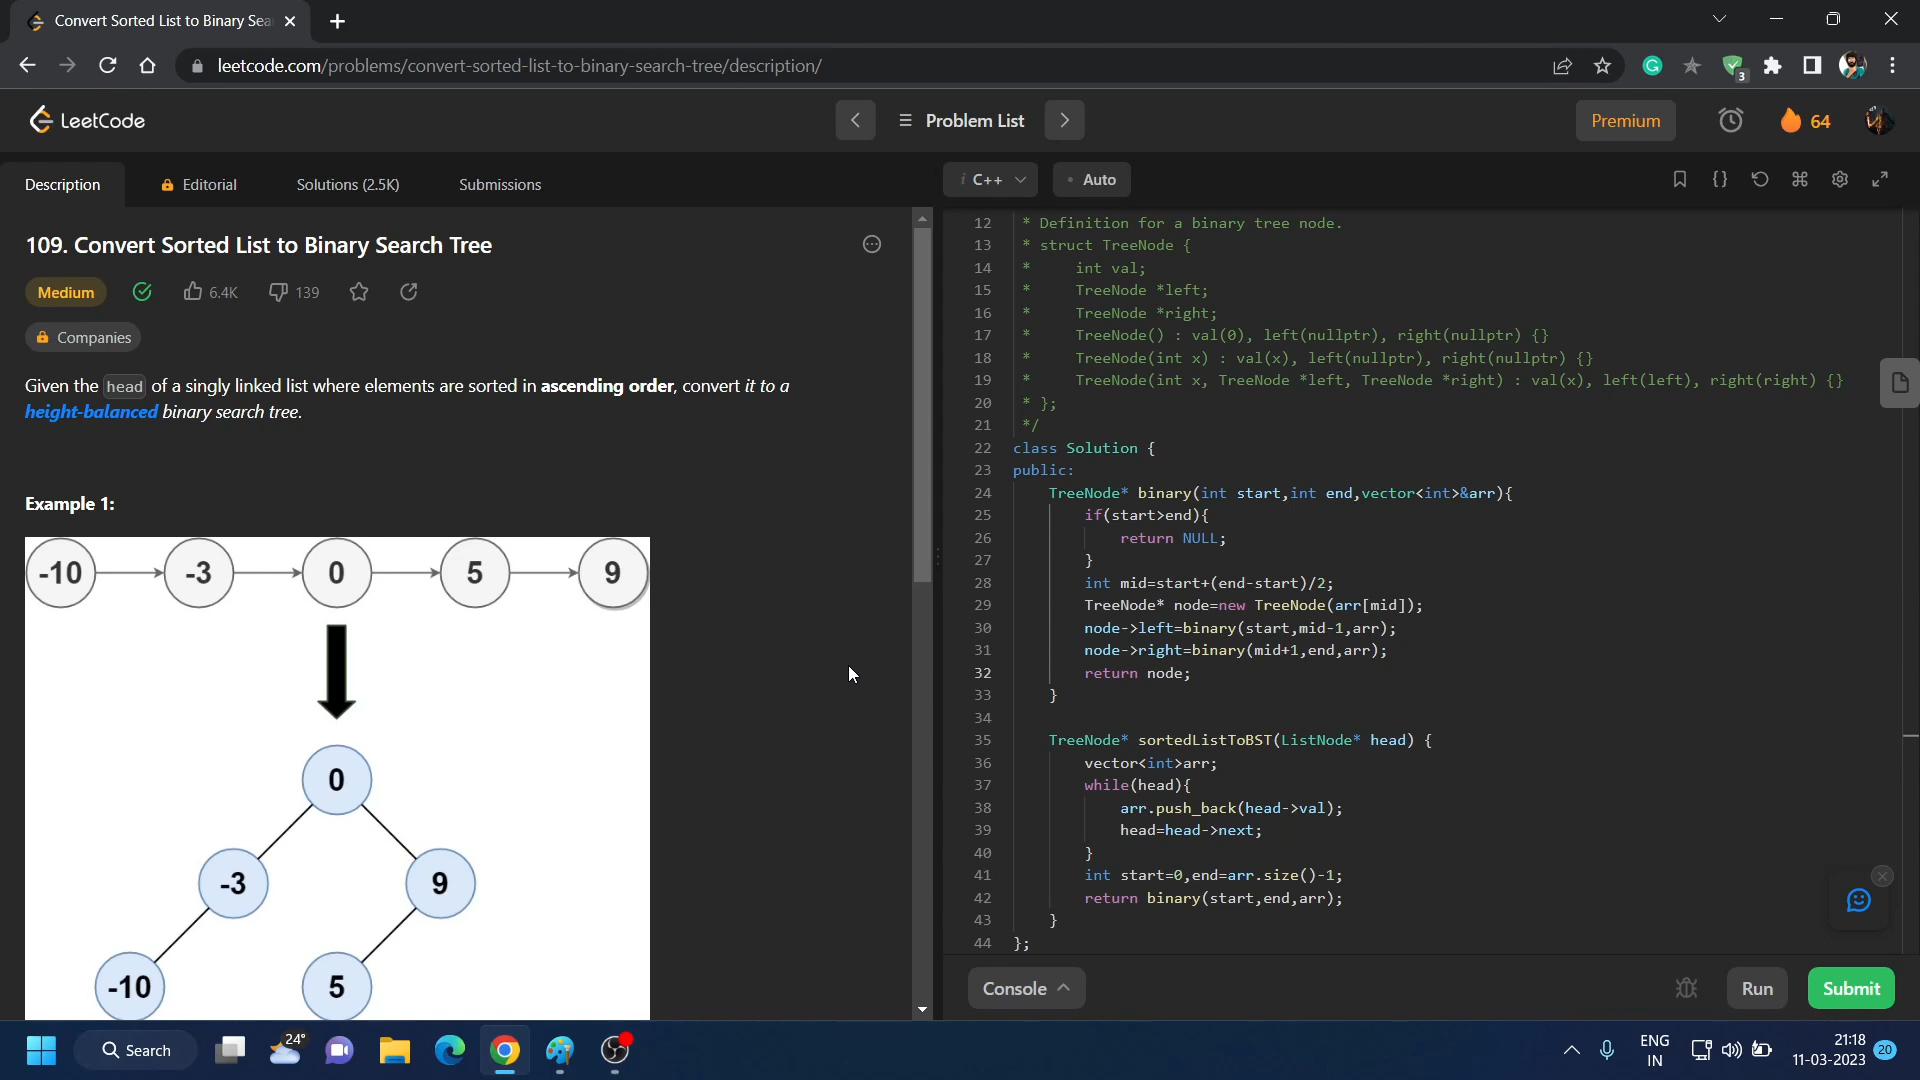 Convert Sorted List to Binary Sea
leetcode.com/problems/convert-sorted-list-to-binary-search-tree/description/
3
LeetCode
Problem List
Premium
64
Description
Editorial
Solutions (2.5K)
Submissions
109. Convert Sorted List to Binary Search Tree
Medium
6.4K
139
Companies
Given the head of a singly linked list where elements are sorted in ascending order, convert it to a
height-balanced binary search tree.
Example 1:
-10 -3 0 5 9
0
-3 9
-10 5
i C++
• Auto
12 * Definition for a binary tree node.
13 * struct TreeNode {
14 * int val;
15 * TreeNode *left;
16 * TreeNode *right;
17 * TreeNode() : val(0), left(nullptr), right(nullptr) {}
18 * TreeNode(int x) : val(x), left(nullptr), right(nullptr) {}
19 * TreeNode(int x, TreeNode *left, TreeNode *right) : val(x), left(left), right(right) {}
20 * };
21 */
22 class Solution {
23 public:
24 TreeNode* binary(int start,int end,vector<int>&arr){
25 if(start>end){
26 return NULL;
27 }
28 int mid=start+(end-start)/2;
29 TreeNode* node=new TreeNode(arr[mid]);
30 node->left=binary(start,mid-1,arr);
31 node->right=binary(mid+1,end,arr);
32 return node;
33 }
34
35 TreeNode* sortedListToBST(ListNode* head) {
36 vector<int>arr;
37 while(head){
38 arr.push_back(head->val);
39 head=head->next;
40 }
41 int start=0,end=arr.size()-1;
42 return binary(start,end,arr);
43 }
44 };
Console
Run
Submit
Search
24°
ENG
IN
21:18
11-03-2023
20